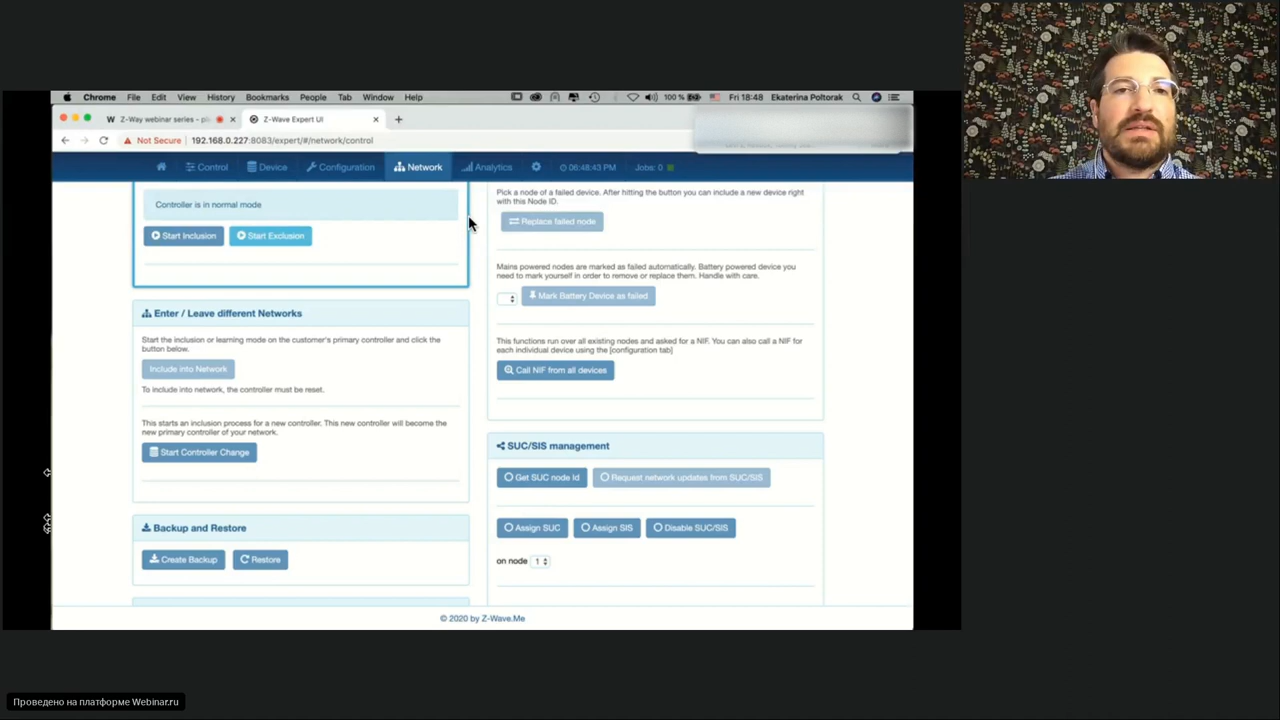 Chrome File Edit View History Bookmarks People Tab Window Help
100 % Fri 18:48 Ekaterina Poltorak
Z-Way webinar series - pl
Z-Wave Expert UI
Not Secure 192.168.0.227:8083/expert/#/network/control
Control Device Configuration Network Analytics 06:48:43 PM Jobs: 0
Controller is in normal mode
Start Inclusion Start Exclusion
Enter / Leave different Networks
Start the inclusion or learning mode on the customer's primary controller and click the
button below.
Include into Network
To include into network, the controller must be reset.
This starts an inclusion process for a new controller. This new controller will become the
new primary controller of your network.
Start Controller Change
Backup and Restore
Create Backup Restore
Pick a node of a failed device. After hitting the button you can include a new device right
with this Node ID.
Replace failed node
Mains powered nodes are marked as failed automatically. Battery powered device you
need to mark yourself in order to remove or replace them. Handle with care.
Mark Battery Device as failed
This functions run over all existing nodes and asked for a NIF. You can also call a NIF for
each individual device using the [configuration tab]
Call NIF from all devices
SUC/SIS management
Get SUC node Id Request network updates from SUC/SIS
Assign SUC Assign SIS Disable SUC/SIS
on node 1
© 2020 by Z-Wave.Me
Проведено на платформе Webinar.ru